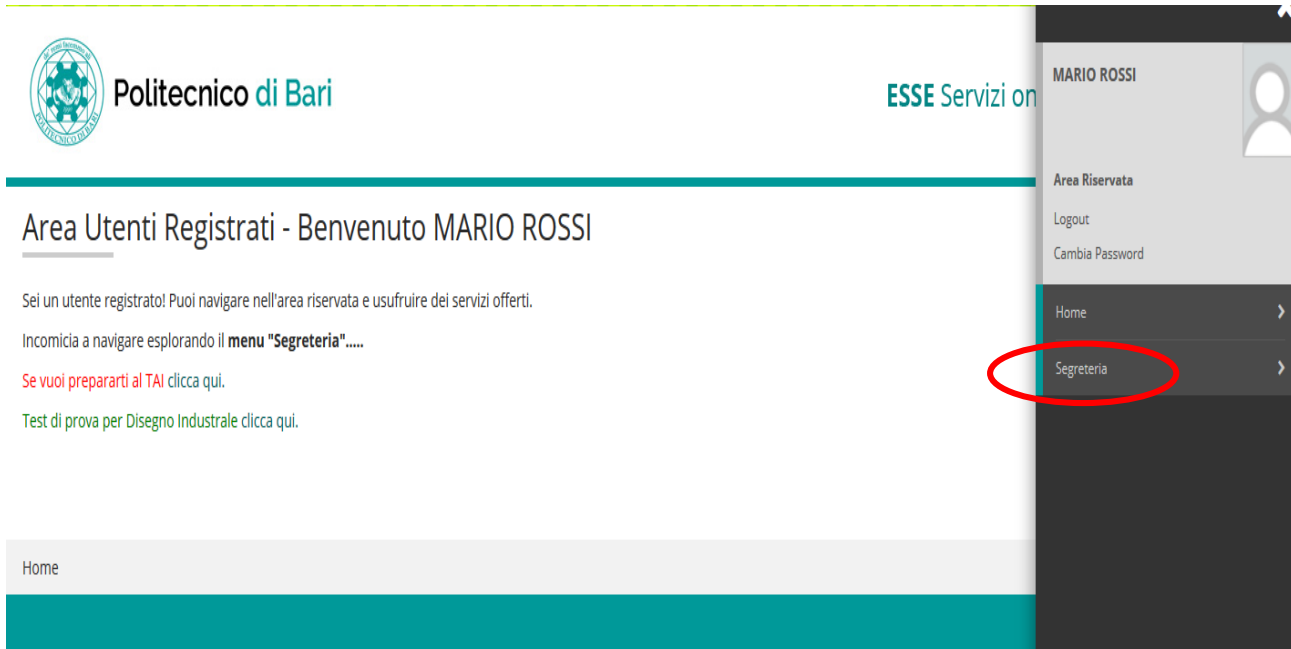 Politecnico di Bari
ESSE Servizi on
MARIO ROSSI
Area Riservata
Logout
Cambia Password
Home
Segreteria
Area Utenti Registrati - Benvenuto MARIO ROSSI
Sei un utente registrato! Puoi navigare nell'area riservata e usufruire dei servizi offerti.
Incomicia a navigare esplorando il menu "Segreteria".....
Se vuoi prepararti al TAI clicca qui.
Test di prova per Disegno Industrale clicca qui.
Home